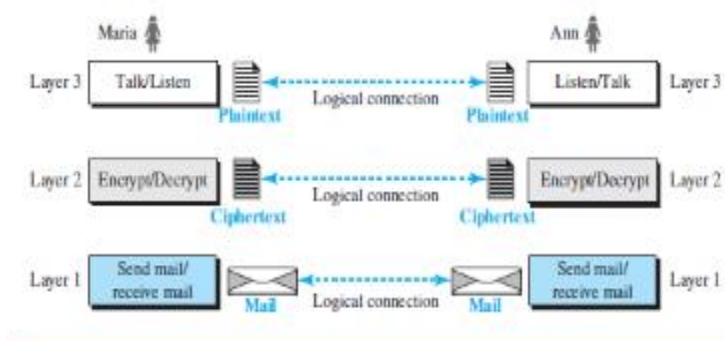 Maria Ann
Layer 3 Talk/Listen Listen/Talk Layer 3
Logical connection
Plaintext Plaintext
Layer 2 Encrypt/Decrypt Encrypt/Decrypt Layer 2
Logical connection
Ciphertext Ciphertext
Layer 1 Send mail/ receive mail Send mail/ receive mail Layer 1
Logical connection
Mail Mail